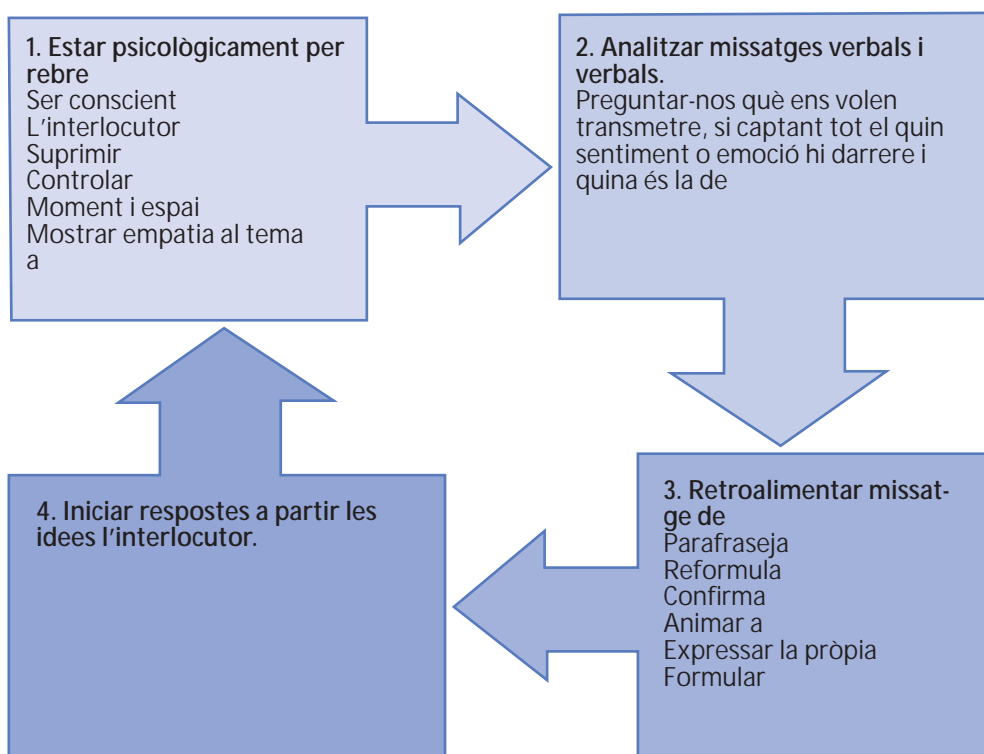 1. Estar psicològicament per
rebre
Ser conscient
L'interlocutor
Suprimir
Controlar
Moment i espai
Mostrar empatia al tema
a
2. Analitzar missatges verbals i
verbals.
Preguntar-nos què ens volen
transmetre, si captant tot el quin
sentiment o emoció hi darrere i
quina és la de
3. Retroalimentar missat-
ge de
Parafraseja
Reformula
Confirma
Animar a
Expressar la pròpia
Formular
4. Iniciar respostes a partir les
idees l'interlocutor.